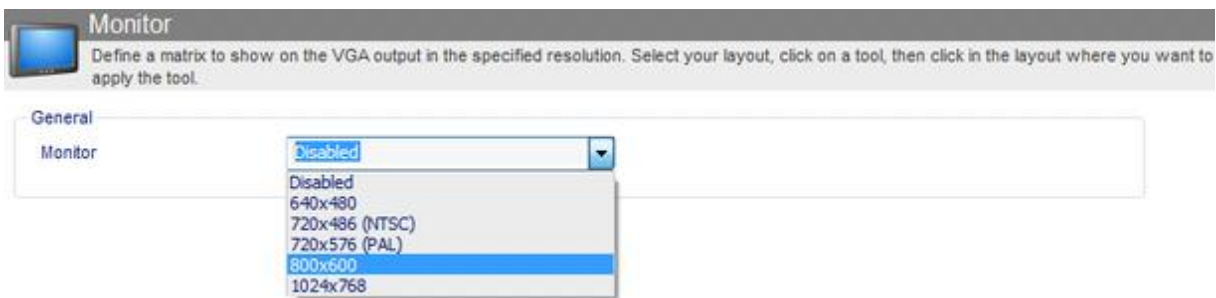 Monitor
Define a matrix to show on the VGA output in the specified resolution. Select your layout, click on a tool, then click in the layout where you want to
apply the tool.
General
Monitor Disabled
Disabled
640x480
720x486 (NTSC)
720x576 (PAL)
800x600
1024x768